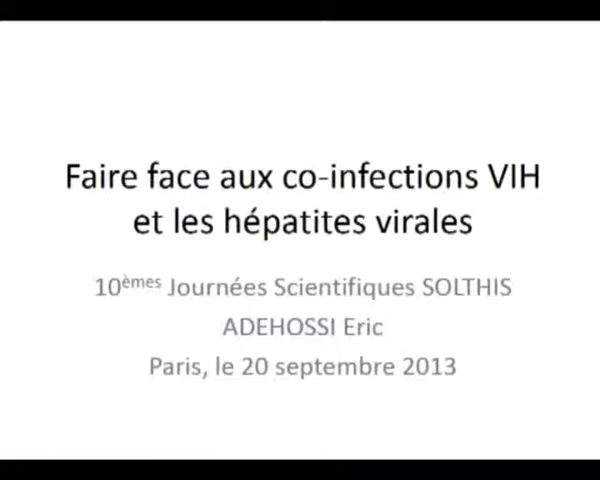 Faire face aux co-infections VIH
et les hépatites virales
10èmes Journées Scientifiques SOLTHIS
ADEHOSSI Eric
Paris, le 20 septembre 2013